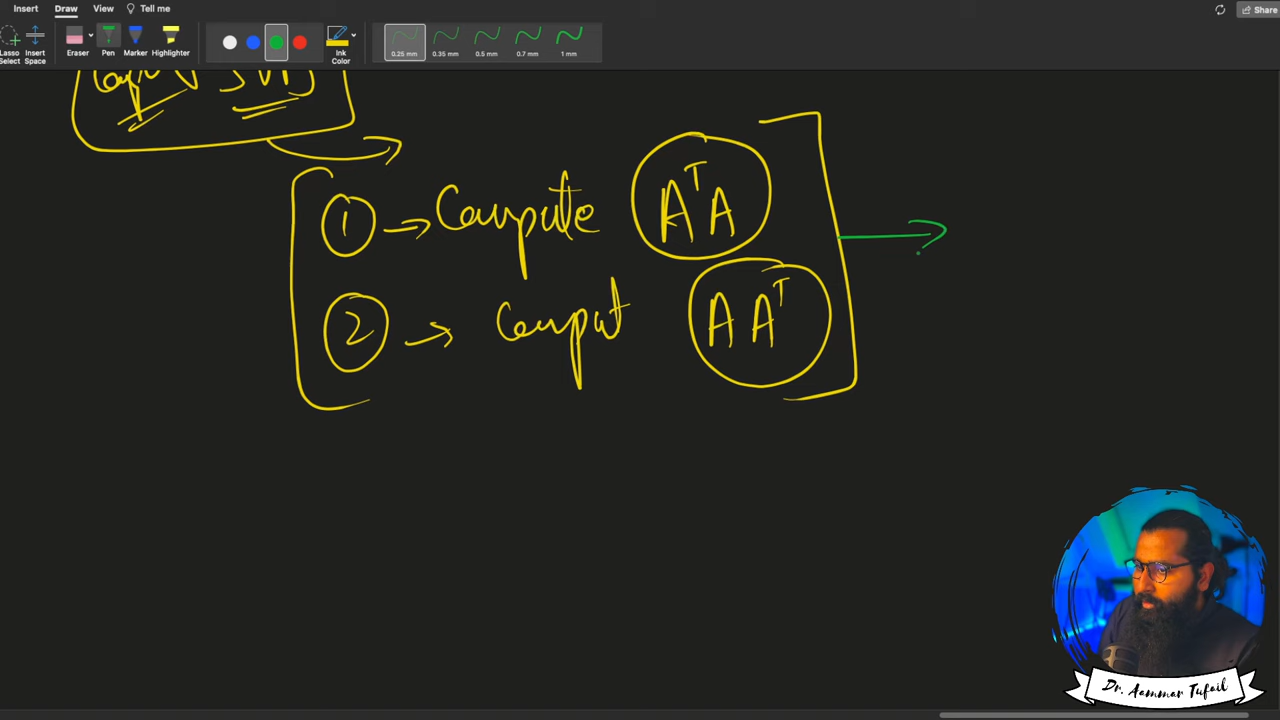 Insert Draw View Tell me
Share
Lasso Select
Insert Space
Eraser
Pen
Marker
Highlighter
0.25 mm
0.35 mm
0.5 mm
0.7 mm
1 mm
Ink Color
SVD
① → Compute AᵀA
② → Comput AAᵀ
Dr. Aammar Tufail